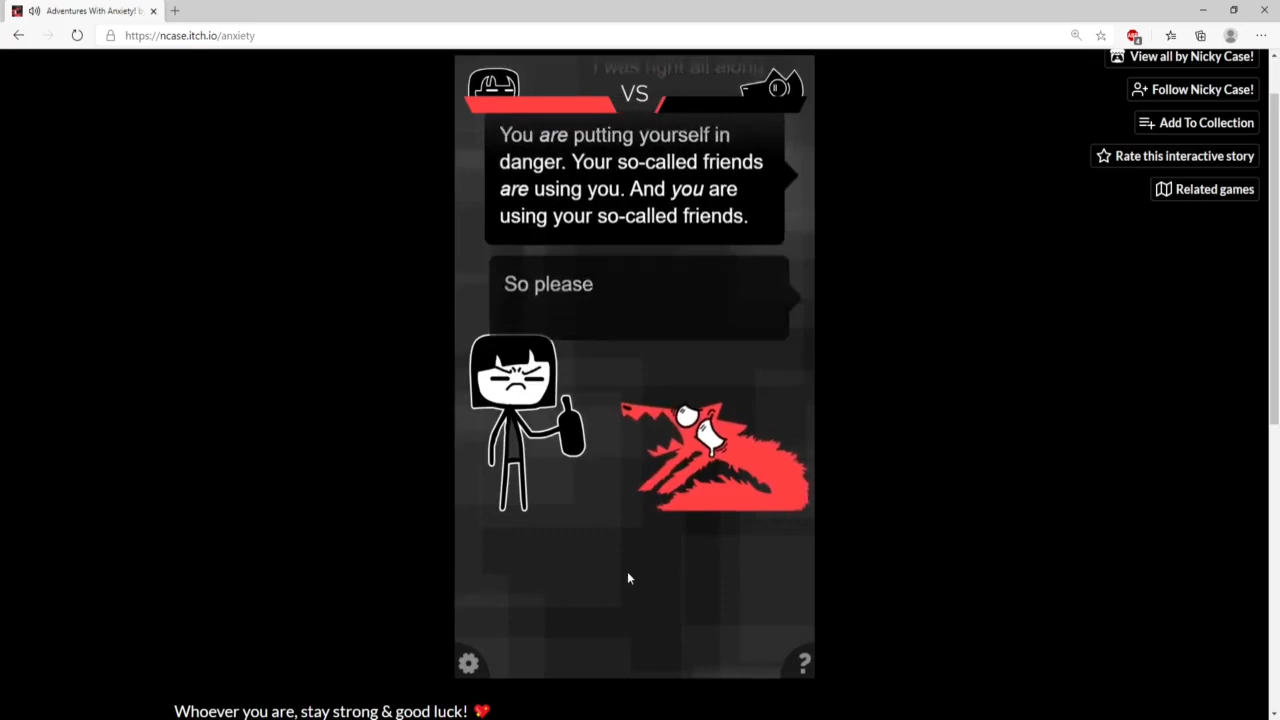 Adventures With Anxiety! b
https://ncase.itch.io/anxiety
View all by Nicky Case!
Follow Nicky Case!
Add To Collection
Rate this interactive story
Related games
I was right all along
VS
You are putting yourself in
danger. Your so-called friends
are using you. And you are
using your so-called friends.
So please
?
Whoever you are, stay strong & good luck! 💖